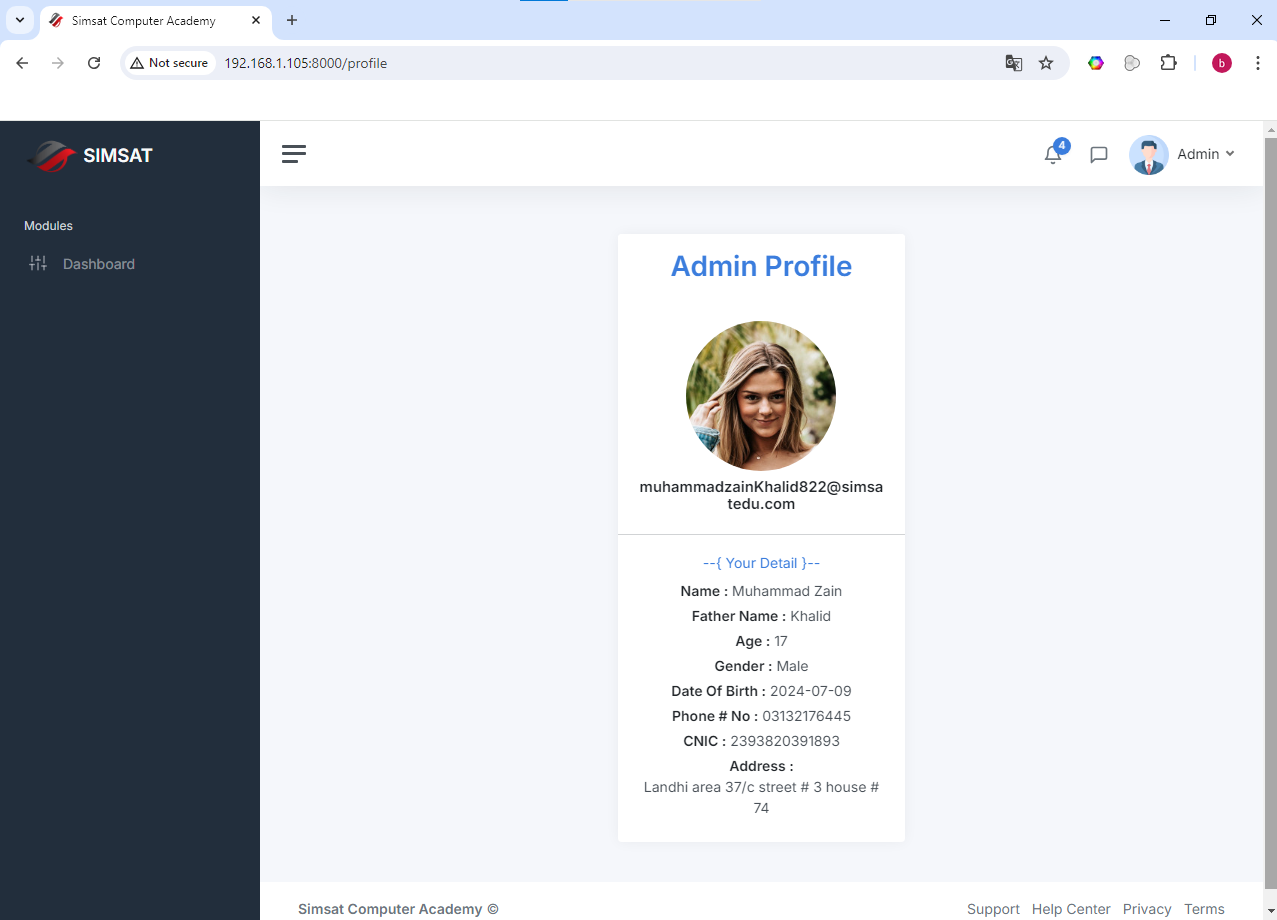 Simsat Computer Academy
Not secure
192.168.1.105:8000/profile
b
SIMSAT
4
Admin
Modules
Dashboard
Admin Profile
muhammadzainKhalid822@simsa
tedu.com
--{ Your Detail }--
Name : Muhammad Zain
Father Name : Khalid
Age : 17
Gender : Male
Date Of Birth : 2024-07-09
Phone # No : 03132176445
CNIC : 2393820391893
Address :
Landhi area 37/c street # 3 house #
74
Simsat Computer Academy ©
Support Help Center Privacy Terms